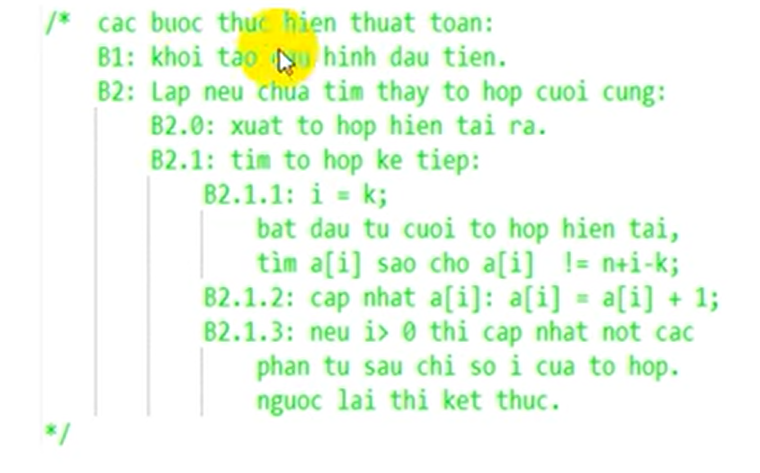 /* cac buoc thuc hien thuat toan:
B1: khoi tao cau hinh dau tien.
B2: Lap neu chua tim thay to hop cuoi cung:
B2.0: xuat to hop hien tai ra.
B2.1: tim to hop ke tiep:
B2.1.1: i = k;
bat dau tu cuoi to hop hien tai,
tìm a[i] sao cho a[i] != n+i-k;
B2.1.2: cap nhat a[i]: a[i] = a[i] + 1;
B2.1.3: neu i> 0 thi cap nhat not cac
phan tu sau chi so i cua to hop.
nguoc lai thi ket thuc.
*/